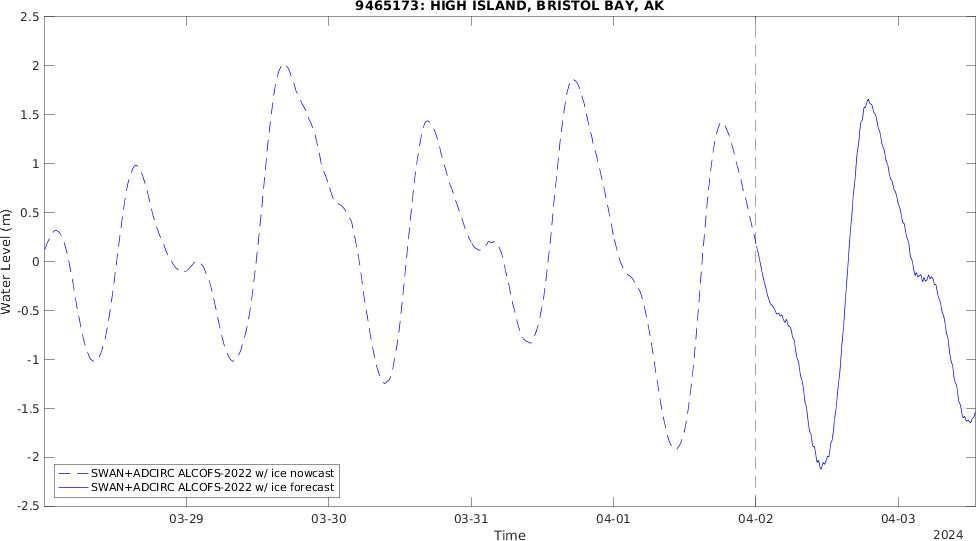 9465173: HIGH ISLAND, BRISTOL BAY, AK
2.5
2
1.5
1
0.5
0
-0.5
-1
-1.5
-2
-2.5
Water Level (m)
SWAN+ADCIRC ALCOFS-2022 w/ ice nowcast
SWAN+ADCIRC ALCOFS-2022 w/ ice forecast
03-29 03-30 03-31 04-01 04-02 04-03
Time
2024